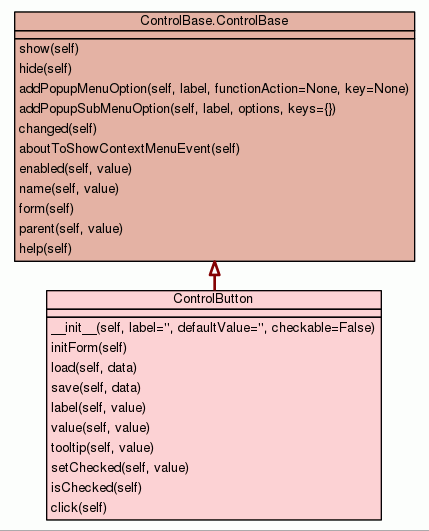 ControlBase.ControlBase
show(self)
hide(self)
addPopupMenuOption(self, label, functionAction=None, key=None)
addPopupSubMenuOption(self, label, options, keys={})
changed(self)
aboutToShowContextMenuEvent(self)
enabled(self, value)
name(self, value)
form(self)
parent(self, value)
help(self)
ControlButton
__init__(self, label='', defaultValue='', checkable=False)
initForm(self)
load(self, data)
save(self, data)
label(self, value)
value(self, value)
tooltip(self, value)
setChecked(self, value)
isChecked(self)
click(self)